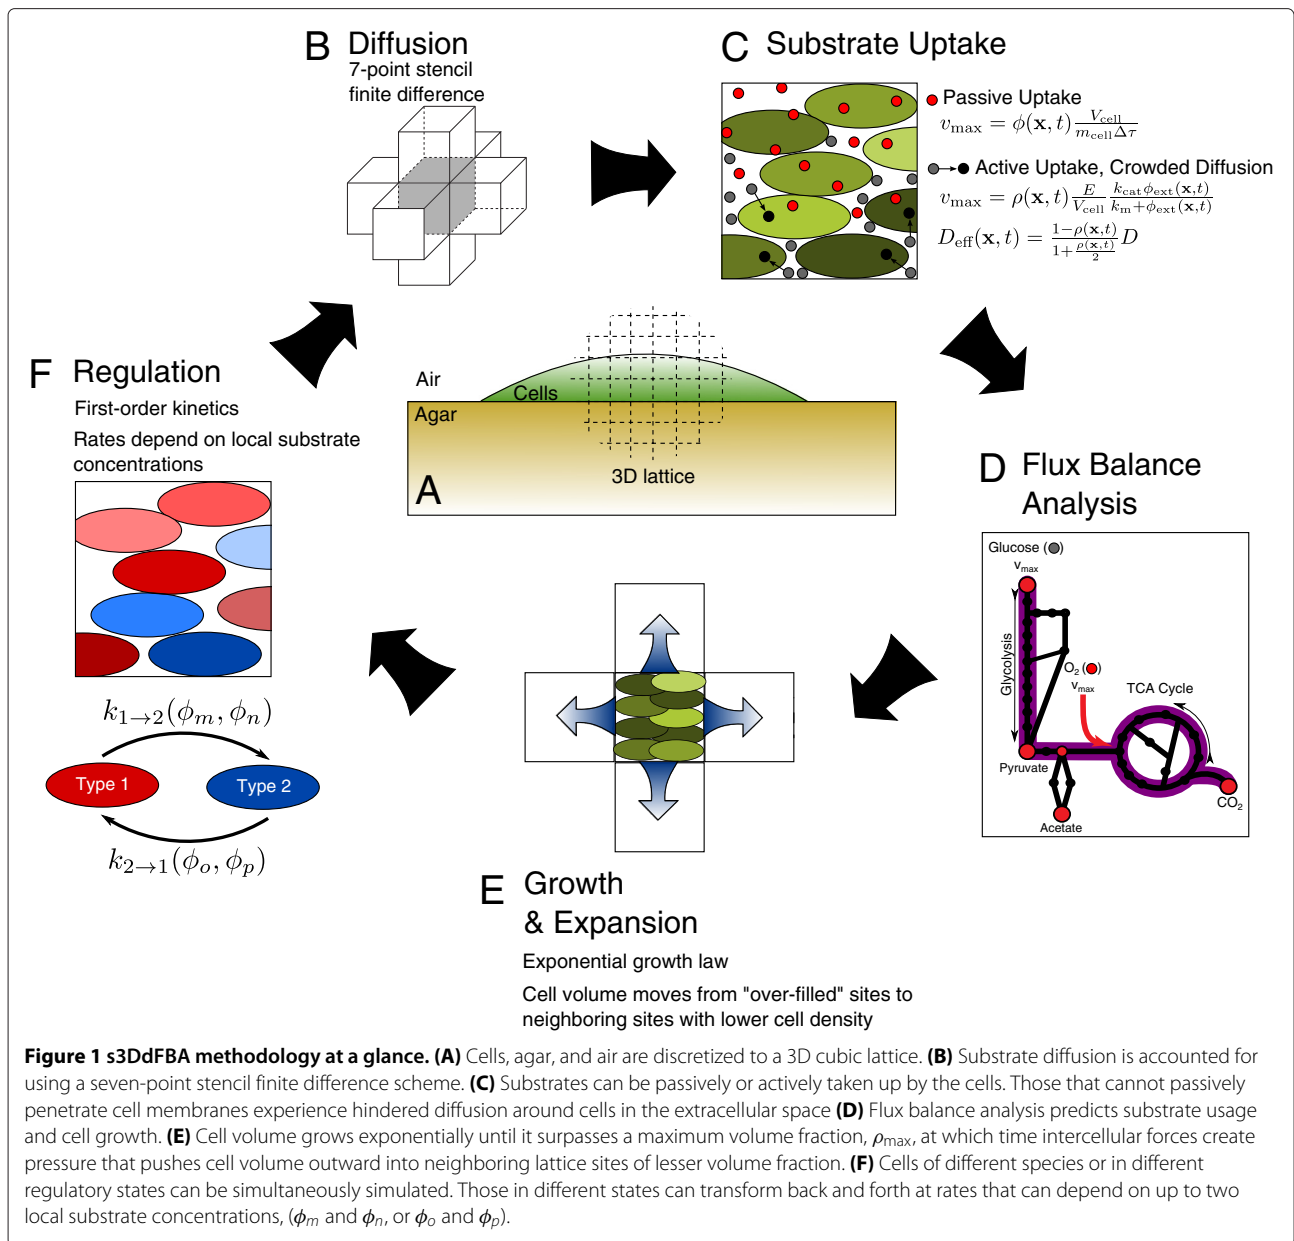 B Diffusion
7-point stencil
finite difference
C Substrate Uptake
Passive Uptake
v_max = ϕ(x, t) V_cell / (m_cell Δτ)
Active Uptake, Crowded Diffusion
v_max = ρ(x, t) (E / V_cell) (k_cat ϕ_ext(x,t)) / (k_m + ϕ_ext(x,t))
D_eff(x, t) = (1−ρ(x,t)) / (1+ρ(x,t)/2) D
Air
Cells
Agar
A
3D lattice
F Regulation
First-order kinetics
Rates depend on local substrate
concentrations
k_{1→2}(ϕ_m, ϕ_n)
Type 1
Type 2
k_{2→1}(ϕ_o, ϕ_p)
D Flux Balance
Analysis
Glucose ( )
v_max
Glycolysis
O₂ ( )
v_max
TCA Cycle
Pyruvate
CO₂
Acetate
E Growth
& Expansion
Exponential growth law
Cell volume moves from "over-filled" sites to
neighboring sites with lower cell density
Figure 1 s3DdFBA methodology at a glance. (A) Cells, agar, and air are discretized to a 3D cubic lattice. (B) Substrate diffusion is accounted for
using a seven-point stencil finite difference scheme. (C) Substrates can be passively or actively taken up by the cells. Those that cannot passively
penetrate cell membranes experience hindered diffusion around cells in the extracellular space (D) Flux balance analysis predicts substrate usage
and cell growth. (E) Cell volume grows exponentially until it surpasses a maximum volume fraction, ρ_max, at which time intercellular forces create
pressure that pushes cell volume outward into neighboring lattice sites of lesser volume fraction. (F) Cells of different species or in different
regulatory states can be simultaneously simulated. Those in different states can transform back and forth at rates that can depend on up to two
local substrate concentrations, (ϕ_m and ϕ_n, or ϕ_o and ϕ_p).